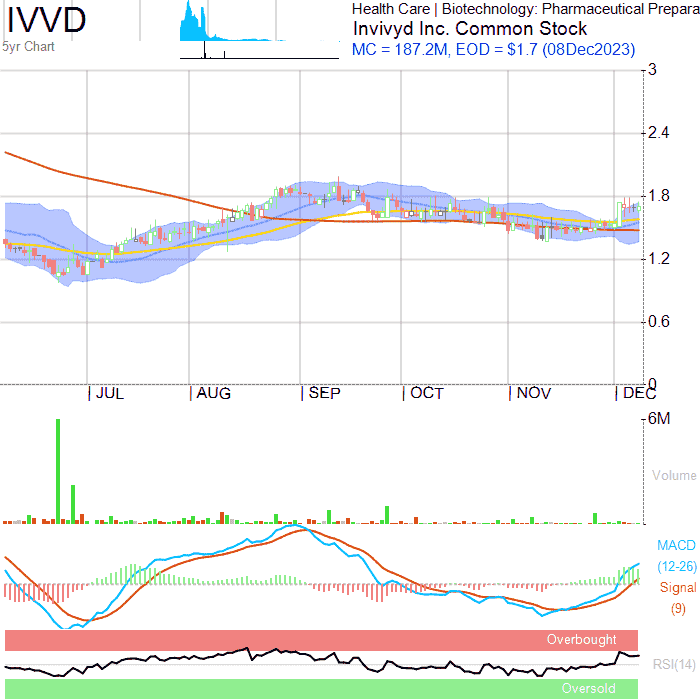 IVVD
5yr Chart
Health Care | Biotechnology: Pharmaceutical Prepara
Invivyd Inc. Common Stock
MC = 187.2M, EOD = $1.7 (08Dec2023)
3
2.4
1.8
1.2
0.6
0
JUL AUG SEP OCT NOV DEC
6M
Volume
MACD
(12-26)
Signal
(9)
Overbought
RSI(14)
Oversold